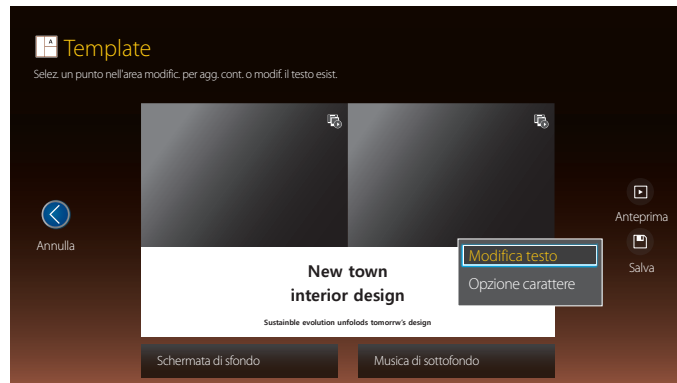 Template
Selez. un punto nell'area modific. per agg. cont. o modif. il testo esist.
Anteprima
Annulla
Modifica testo
Salva
New town
Opzione carattere
interior design
Sustainble evolution unfolods tomorrw's design
Schermata di sfondo
Musica di sottofondo